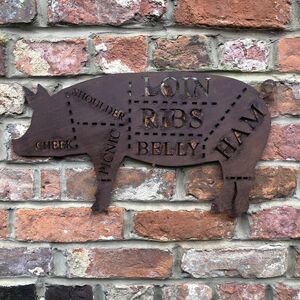 LOIN
SHOULDER
RIBS
HAM
CHEEK
PICNIC
BELLY